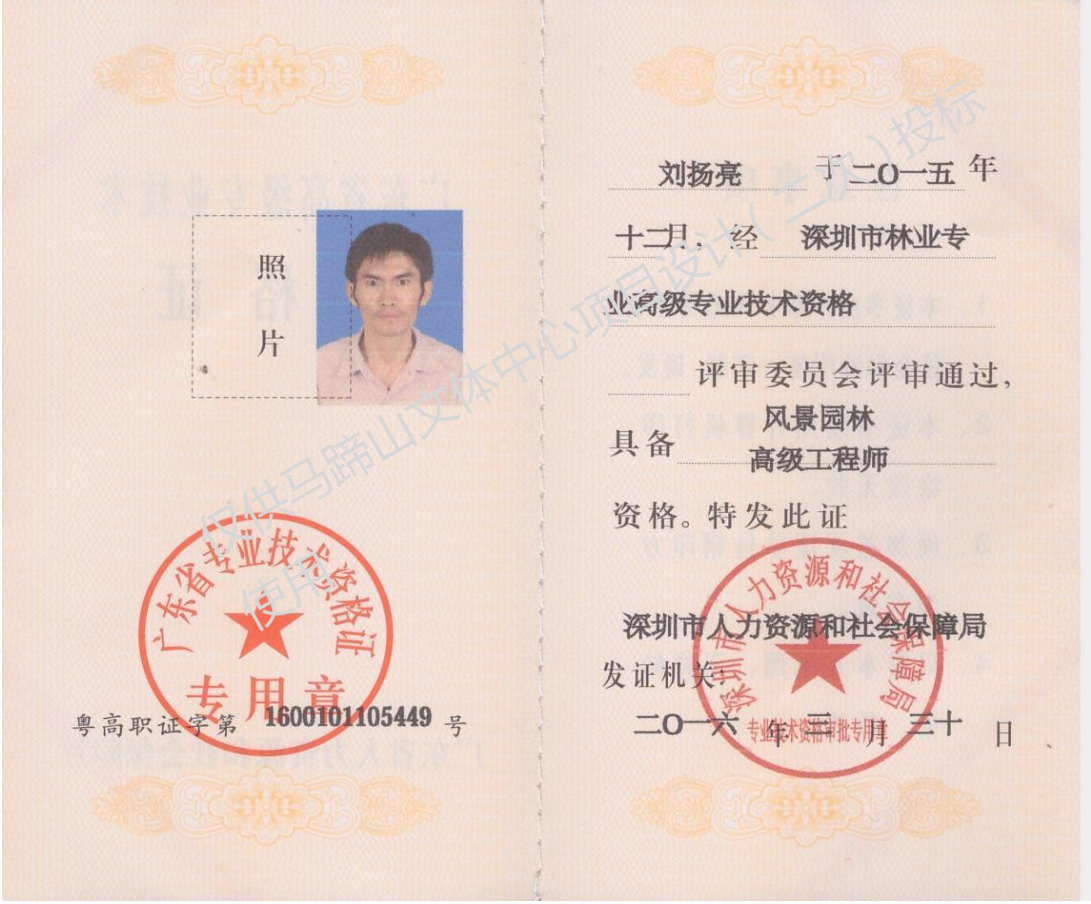 照
片
广东省专业技术资格证
专用章
粤高职证字第 1600101105449 号
刘扬亮 于二〇一五年
十二月，经 深圳市林业专
业高级专业技术资格
评审委员会评审通过，
具备 风景园林
高级工程师
资格。特发此证
深圳市人力资源和社会保障局
深圳市人力资源和社会保障局
发证机关：
专业技术资格审批专用章
二〇一六 年 三 月 三十 日
仅供马蹄山文体中心项目设计（二次）投标
使用